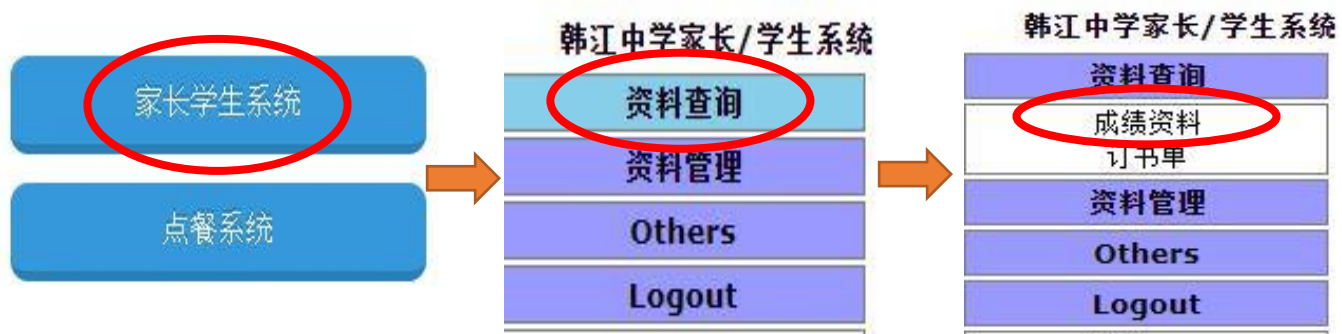 家长学生系统
点餐系统
韩江中学家长/学生系统
资料查询
资料管理
Others
Logout
韩江中学家长/学生系统
资料查询
成绩资料
订书单
资料管理
Others
Logout